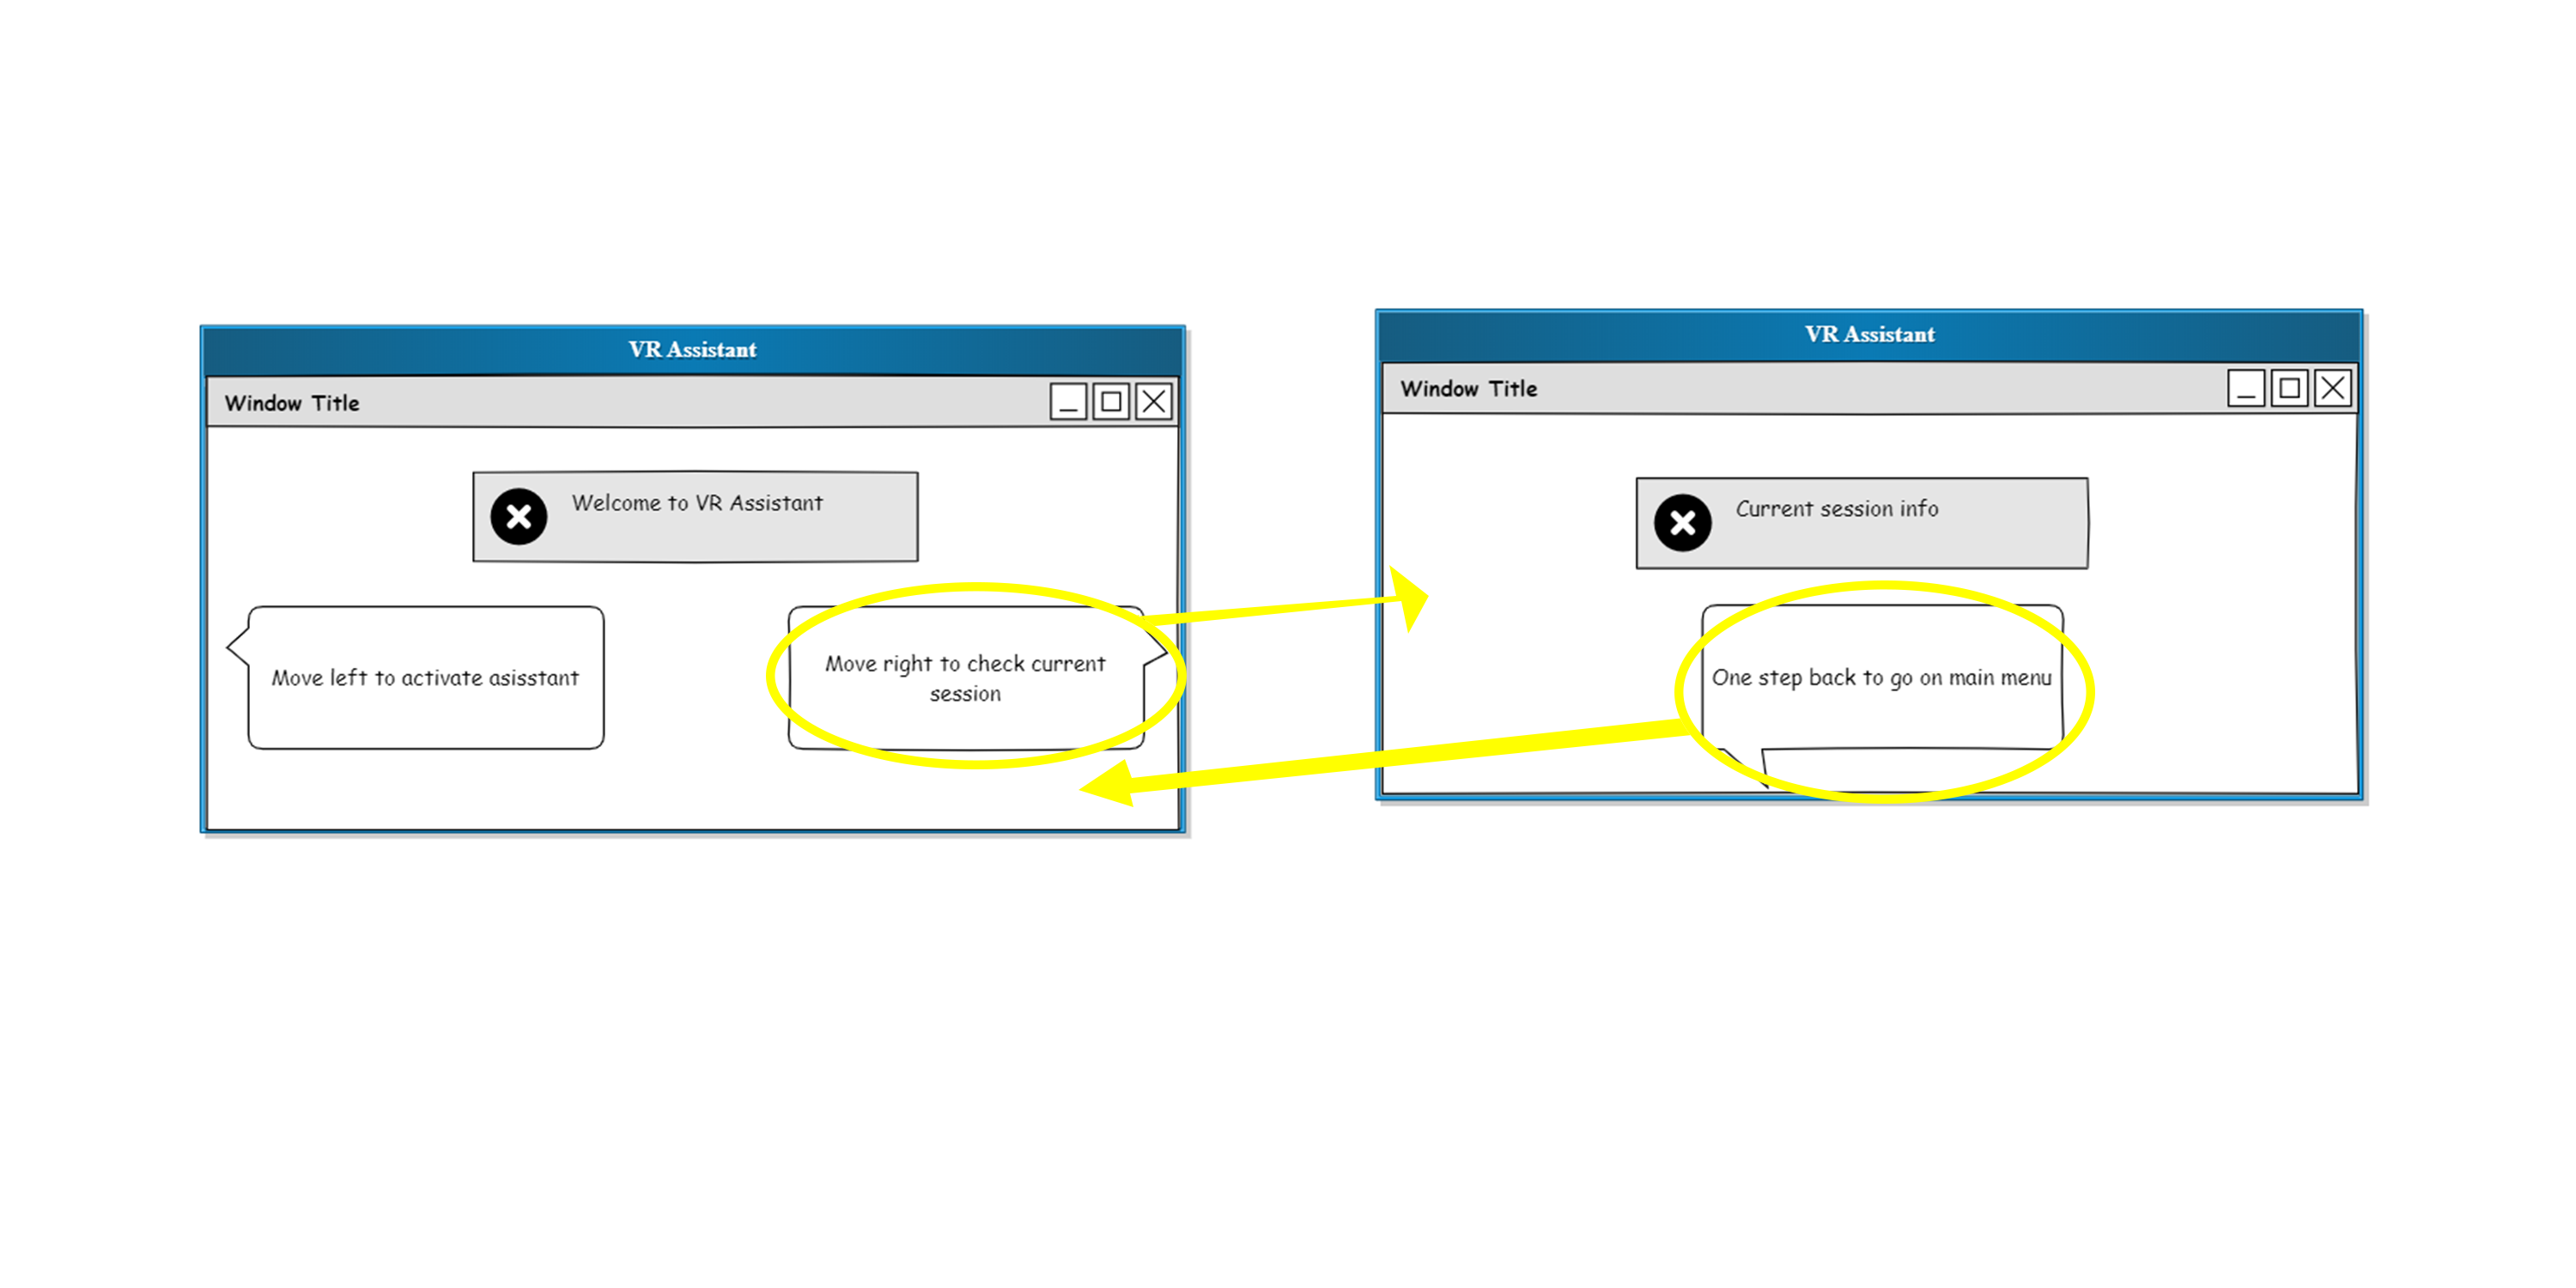 VR Assistant
Window Title
Welcome to VR Assistant
Move left to activate asisstant
Move right to check current
session
VR Assistant
Window Title
Current session info
One step back to go on main menu